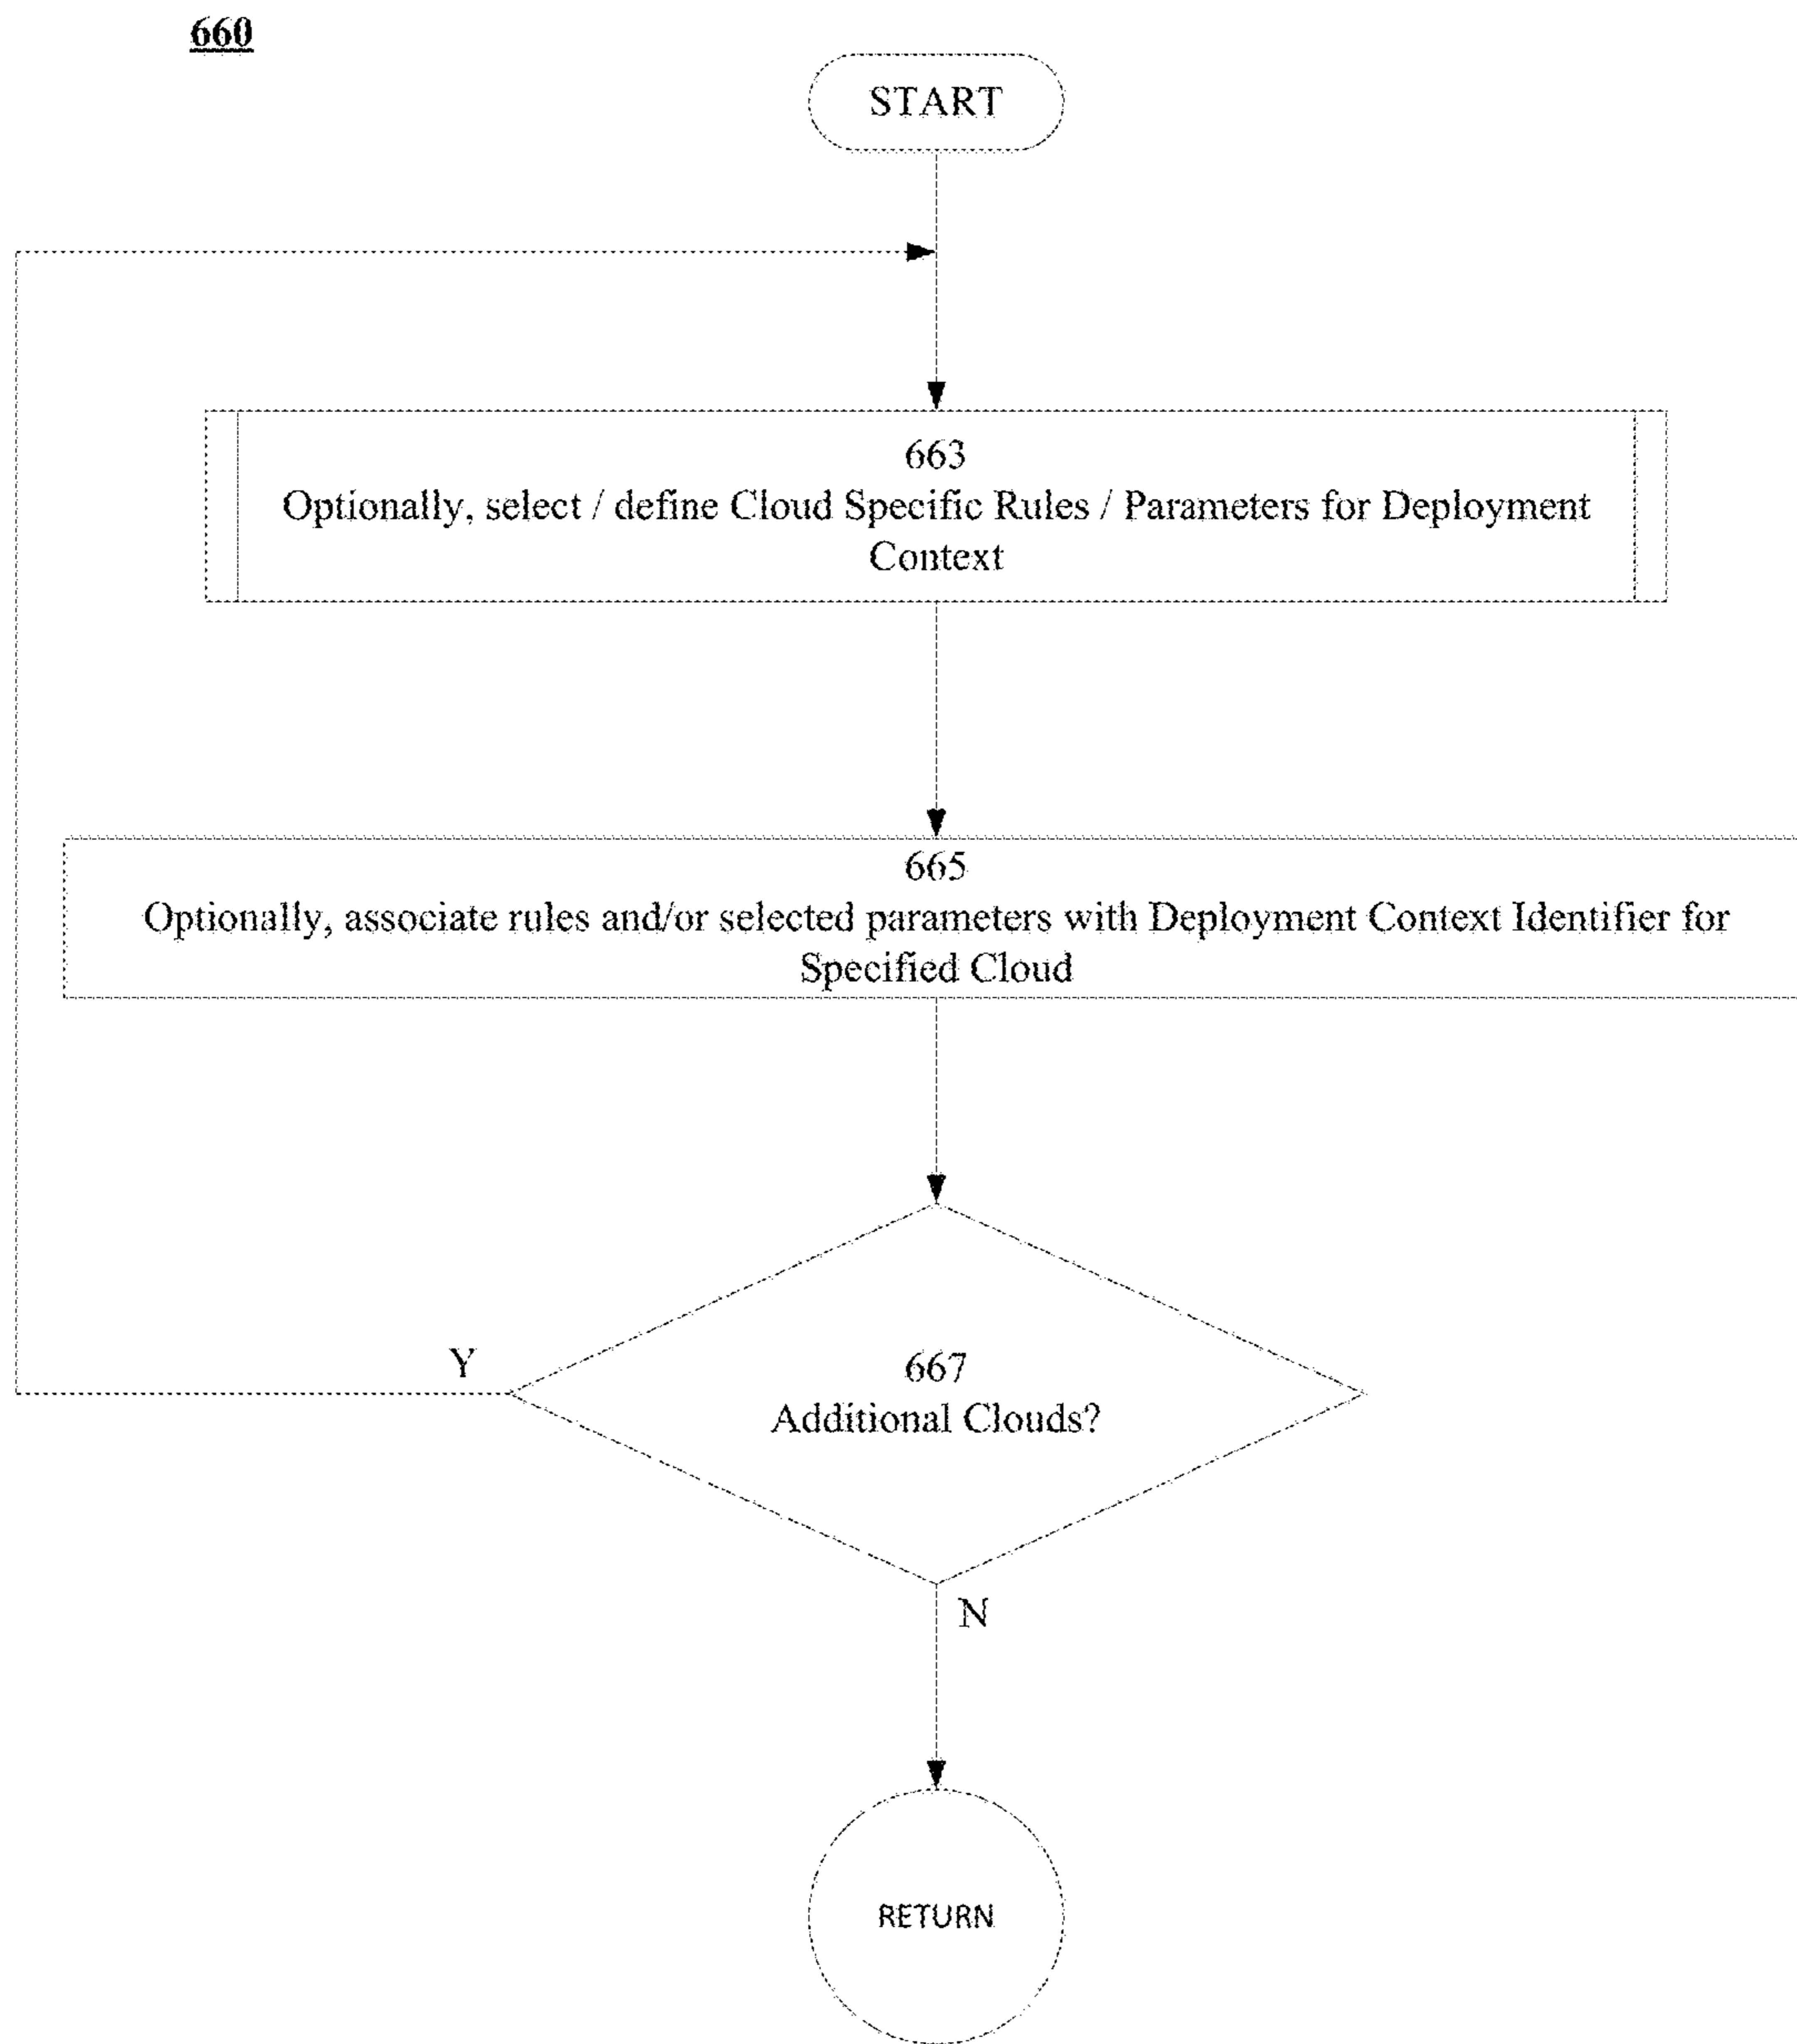 660
START
663
Optionally, select / define Cloud Specific Rules / Parameters for Deployment
Context
665
Optionally, associate rules and/or selected parameters with Deployment Context Identifier for
Specified Cloud
Y
667
Additional Clouds?
N
RETURN